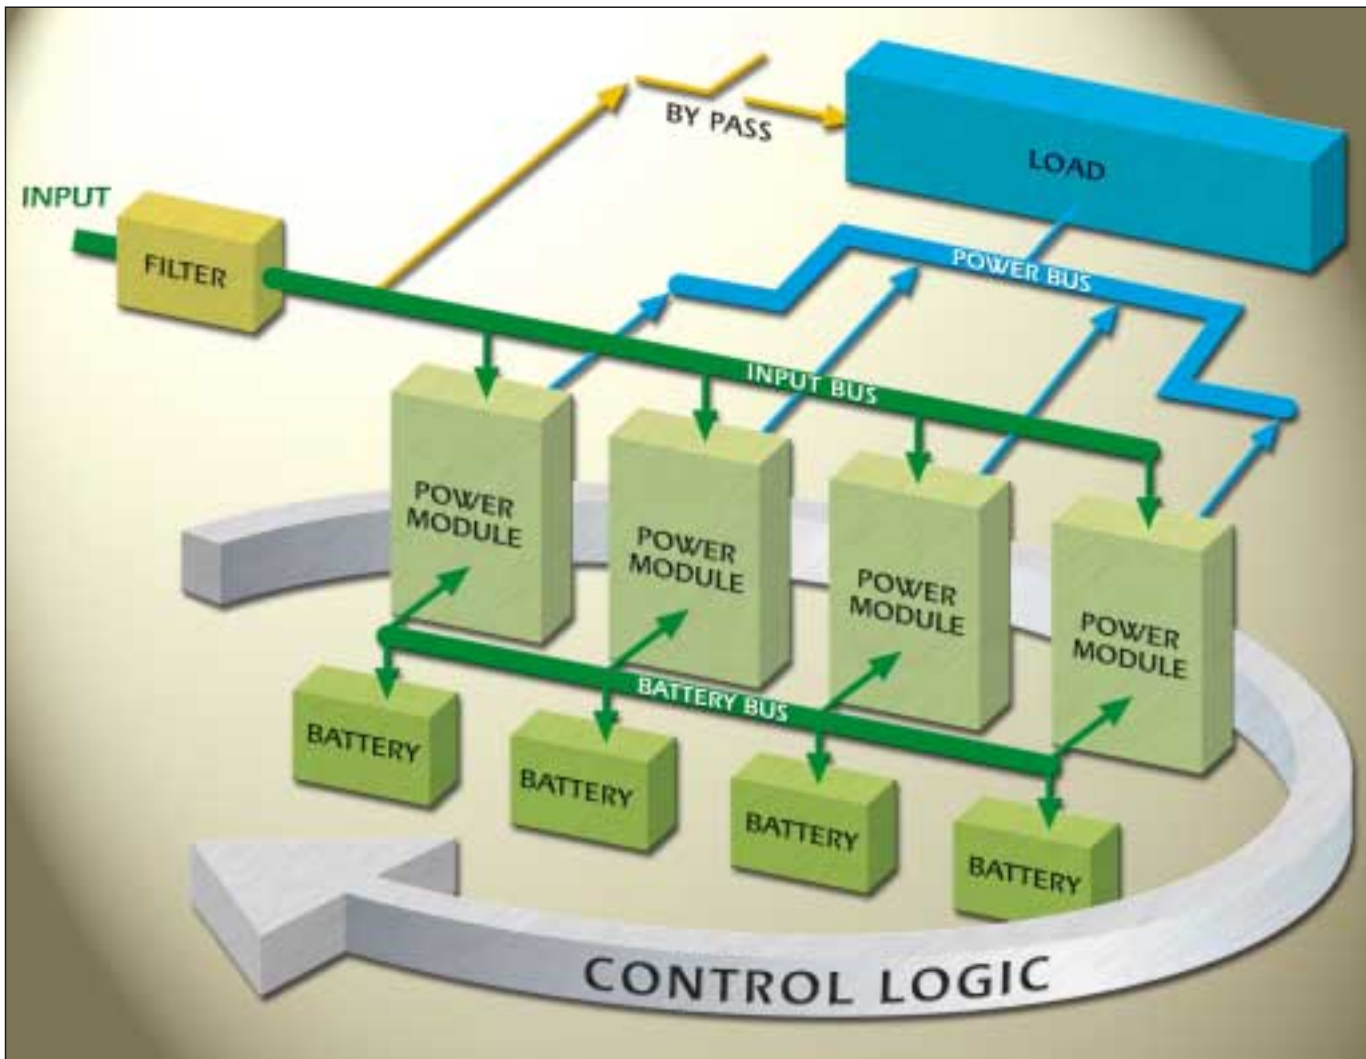 BY PASS
LOAD
INPUT
FILTER
POWER BUS
INPUT BUS
POWER
MODULE
POWER
MODULE
POWER
MODULE
POWER
MODULE
BATTERY BUS
BATTERY
BATTERY
BATTERY
BATTERY
CONTROL LOGIC